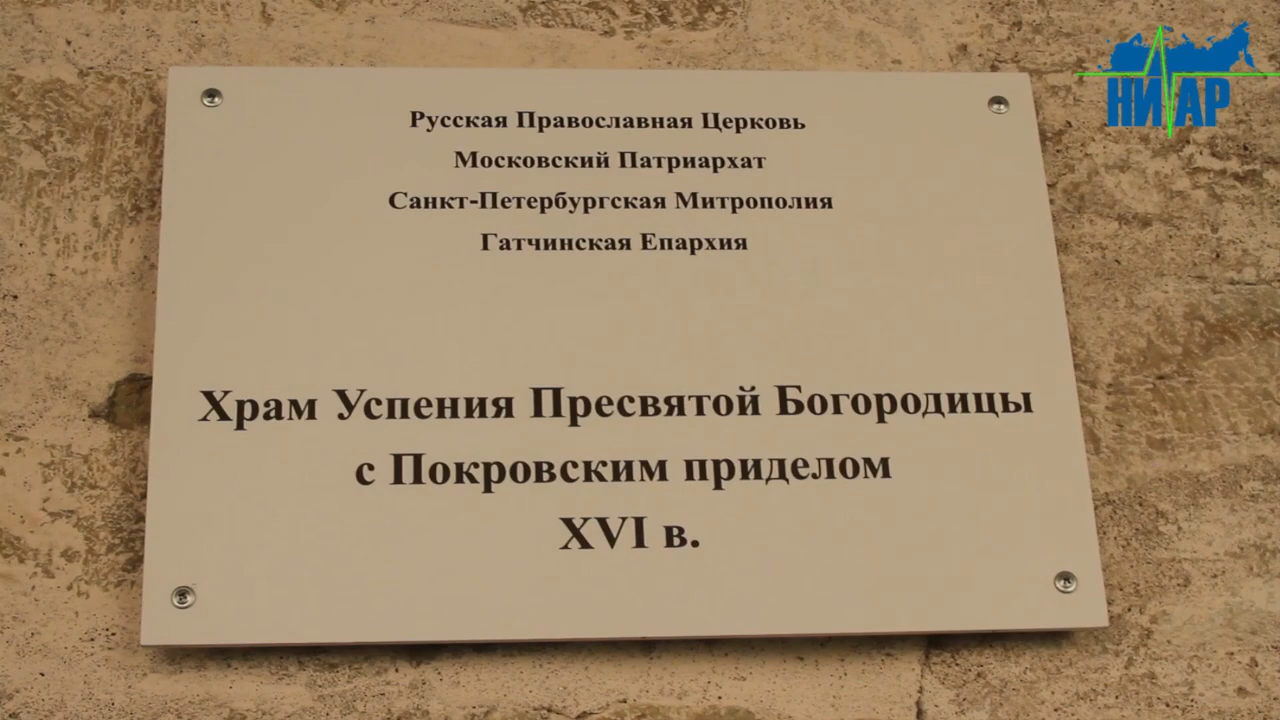 Русская Православная Церковь
Московский Патриархат
Санкт-Петербургская Митрополия
Гатчинская Епархия
Храм Успения Пресвятой Богородицы
с Покровским приделом
XVI в.
НИАР